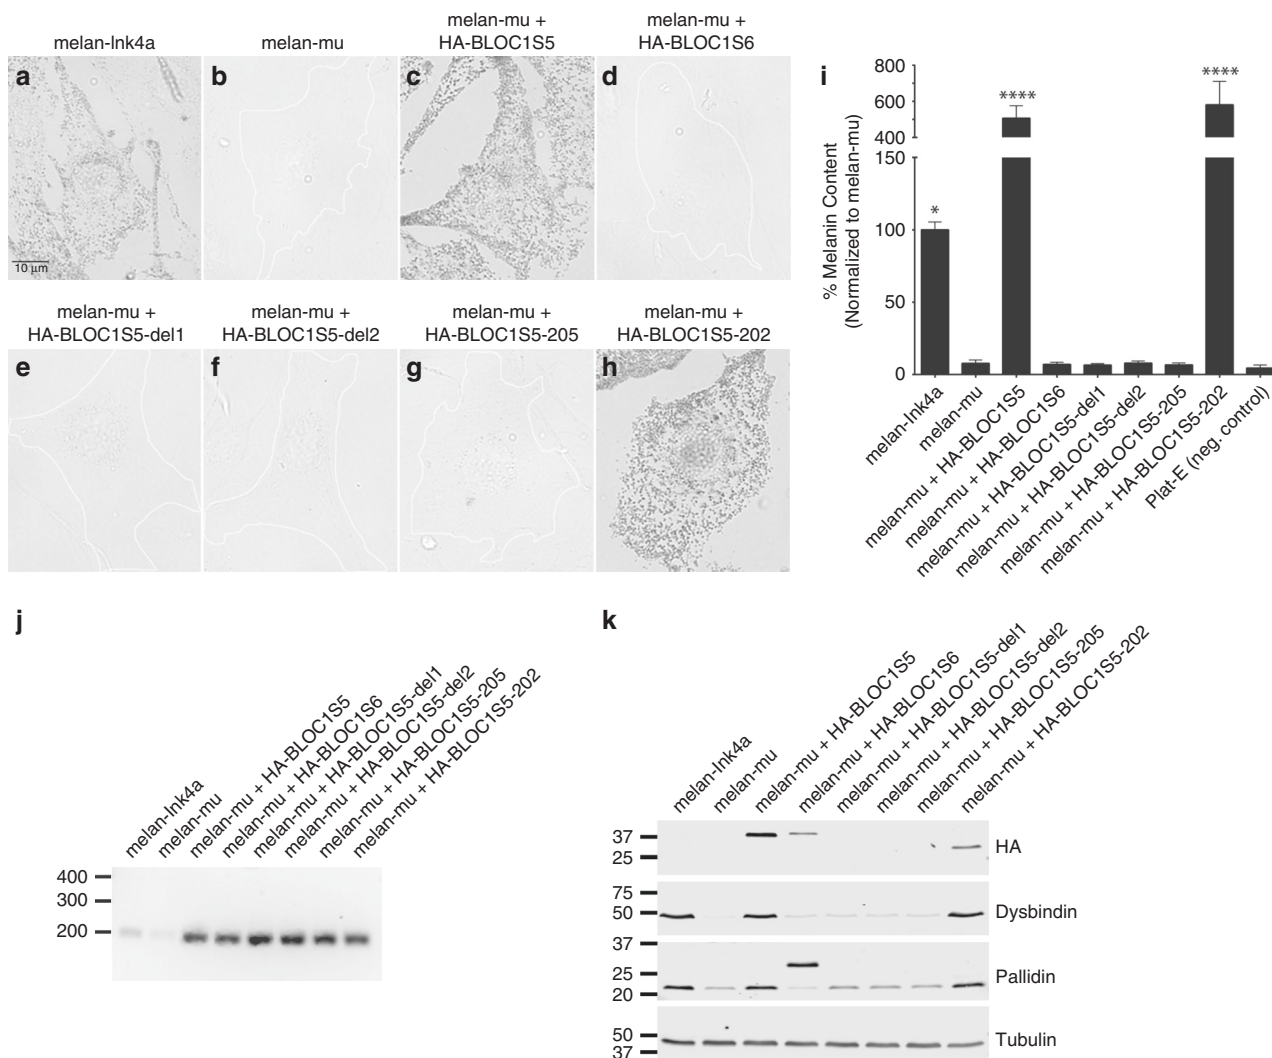 melan-Ink4a
melan-mu
melan-mu +
HA-BLOC1S5
melan-mu +
HA-BLOC1S6
a
b
c
d
10 μm
melan-mu +
HA-BLOC1S5-del1
melan-mu +
HA-BLOC1S5-del2
melan-mu +
HA-BLOC1S5-205
melan-mu +
HA-BLOC1S5-202
e
f
g
h
i
% Melanin Content
(Normalized to melan-mu)
800
600
400
150
100
50
0
*
****
****
melan-Ink4a
melan-mu
melan-mu + HA-BLOC1S5
melan-mu + HA-BLOC1S6
melan-mu + HA-BLOC1S5-del1
melan-mu + HA-BLOC1S5-del2
melan-mu + HA-BLOC1S5-205
melan-mu + HA-BLOC1S5-202
Plat-E (neg. control)
j
melan-Ink4a
melan-mu
melan-mu + HA-BLOC1S5
melan-mu + HA-BLOC1S6
melan-mu + HA-BLOC1S5-del1
melan-mu + HA-BLOC1S5-del2
melan-mu + HA-BLOC1S5-205
melan-mu + HA-BLOC1S5-202
400
300
200
k
melan-Ink4a
melan-mu
melan-mu + HA-BLOC1S5
melan-mu + HA-BLOC1S6
melan-mu + HA-BLOC1S5-del1
melan-mu + HA-BLOC1S5-del2
melan-mu + HA-BLOC1S5-205
melan-mu + HA-BLOC1S5-202
37
25
HA
75
50
Dysbindin
37
25
20
Pallidin
50
37
Tubulin